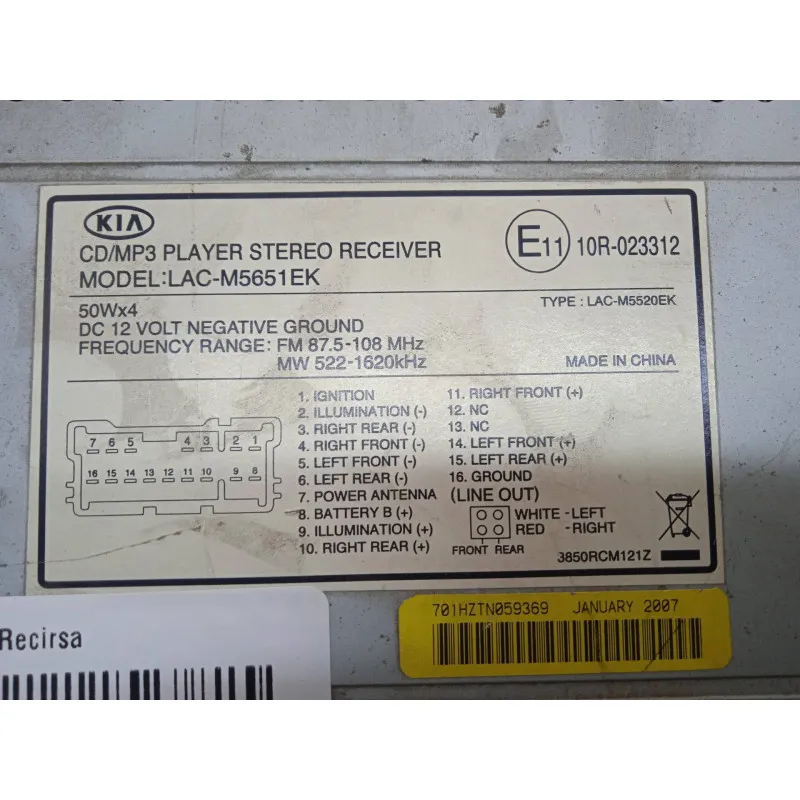 KIA
CD/MP3 PLAYER STEREO RECEIVER
MODEL:LAC-M5651EK
E11 10R-023312
50Wx4
TYPE : LAC-M5520EK
DC 12 VOLT NEGATIVE GROUND
FREQUENCY RANGE: FM 87.5-108 MHz
MW 522-1620kHz
MADE IN CHINA
7 6 5 4 3 2 1
16 15 14 13 12 11 10 9 8
1. IGNITION
2. ILLUMINATION (-)
3. RIGHT REAR (-)
4. RIGHT FRONT (-)
5. LEFT FRONT (-)
6. LEFT REAR (-)
7. POWER ANTENNA
8. BATTERY B (+)
9. ILLUMINATION (+)
10. RIGHT REAR (+)
11. RIGHT FRONT (+)
12. NC
13. NC
14. LEFT FRONT (+)
15. LEFT REAR (+)
16. GROUND
(LINE OUT)
WHITE -LEFT
RED -RIGHT
FRONT REAR
3850RCM121Z
701HZTN059369 JANUARY 2007
Recirsa